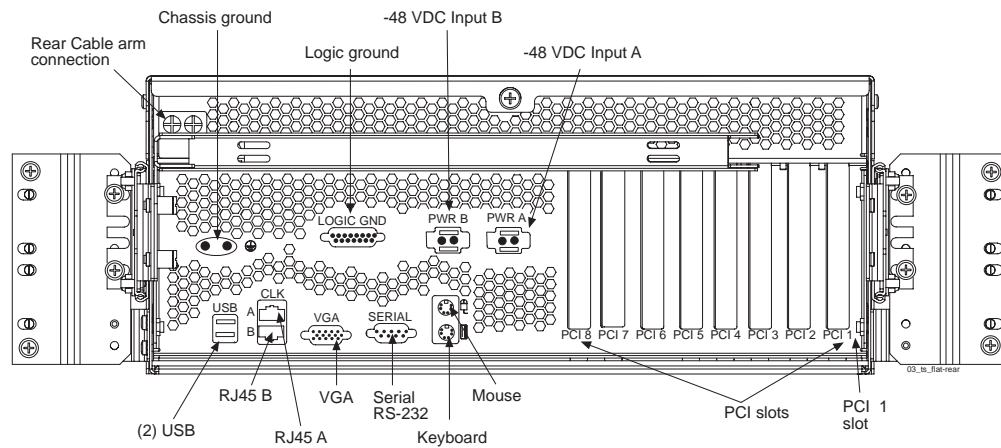 Chassis ground
-48 VDC Input B
Rear Cable arm
connection
Logic ground
-48 VDC Input A
LOGIC GND
PWR B
PWR A
CLK
USB
A
B
VGA
SERIAL
PCI 8
PCI 7
PCI 6
PCI 5
PCI 4
PCI 3
PCI 2
PCI 1
03_ts_flat-rear
RJ45 B
VGA
Serial
RS-232
Mouse
PCI slots
PCI 1
slot
(2) USB
RJ45 A
Keyboard